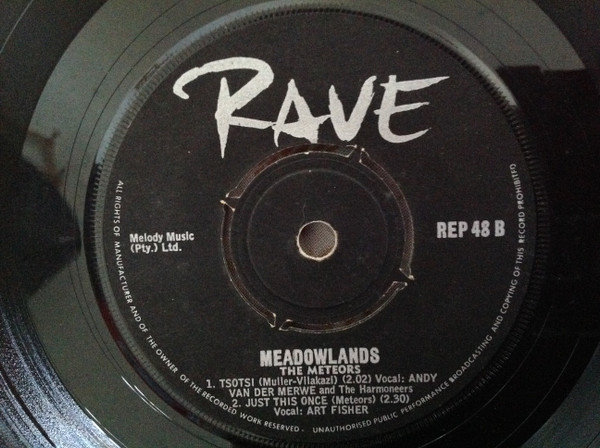 RAVE
Melody Music
(Pty.) Ltd.
REP 48 B
MEADOWLANDS
THE METEORS
1. TSOTSI (Muller-Vilakazi) (2.02) Vocal: ANDY
VAN DER MERWE and The Harmoneers
2. JUST THIS ONCE (Meteors) (2.30)
Vocal: ART FISHER
ALL RIGHTS OF MANUFACTURER AND OF THE OWNER OF THE RECORDED WORK RESERVED - UNAUTHORISED PUBLIC PERFORMANCE BROADCASTING AND COPYING OF THIS RECORD PROHIBITED